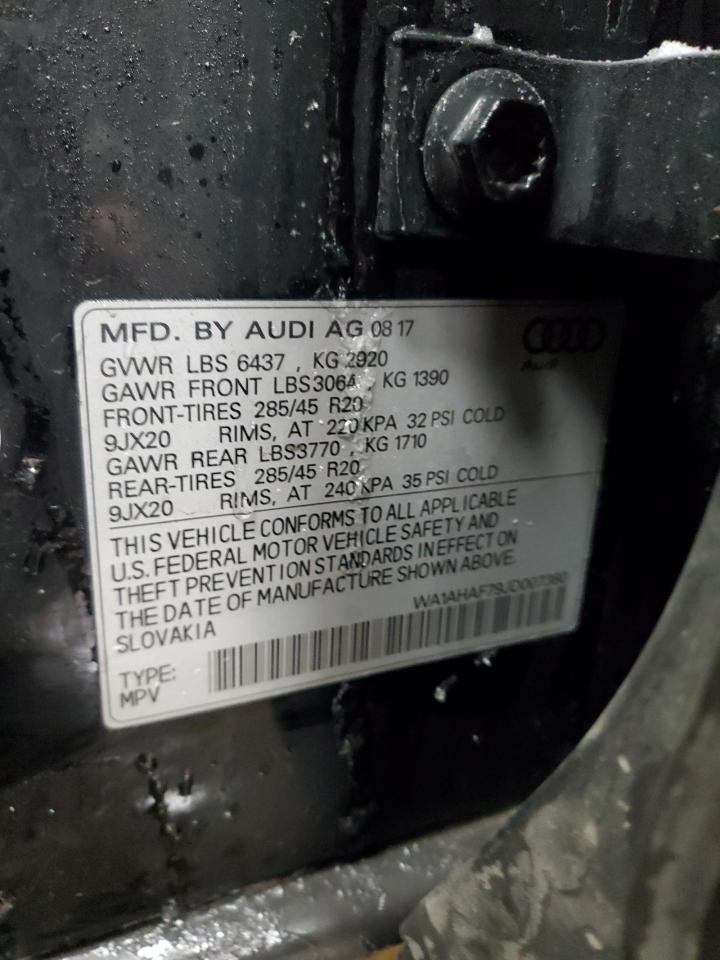 MFD. BY AUDI AG 08 17
Audi
GVWR LBS 6437 , KG 2920
GAWR FRONT LBS3064 , KG 1390
FRONT-TIRES 285/45 R20
9JX20 RIMS, AT 220 KPA 32 PSI COLD
GAWR REAR LBS3770 , KG 1710
REAR-TIRES 285/45 R20
9JX20 RIMS, AT 240 KPA 35 PSI COLD
THIS VEHICLE CONFORMS TO ALL APPLICABLE
U.S. FEDERAL MOTOR VEHICLE SAFETY AND
THEFT PREVENTION STANDARDS IN EFFECT ON
THE DATE OF MANUFACTURE SHOWN ABOVE.
SLOVAKIA
WA1AHAF79JD007380
TYPE:
MPV